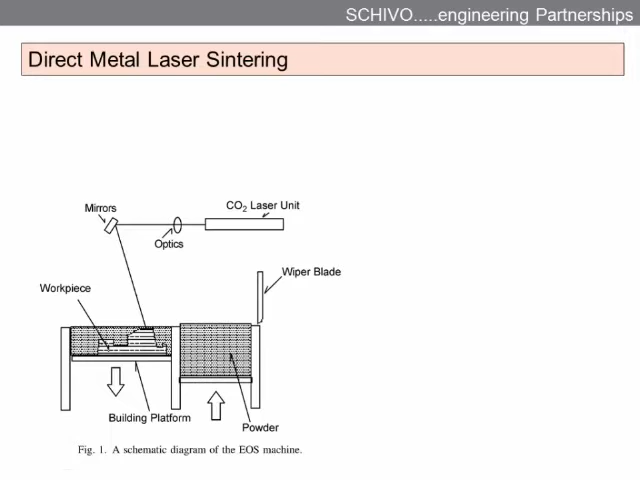 SCHIVO.....engineering Partnerships
Direct Metal Laser Sintering
Mirrors
CO2 Laser Unit
Optics
Wiper Blade
Workpiece
Building Platform
Powder
Fig. 1. A schematic diagram of the EOS machine.